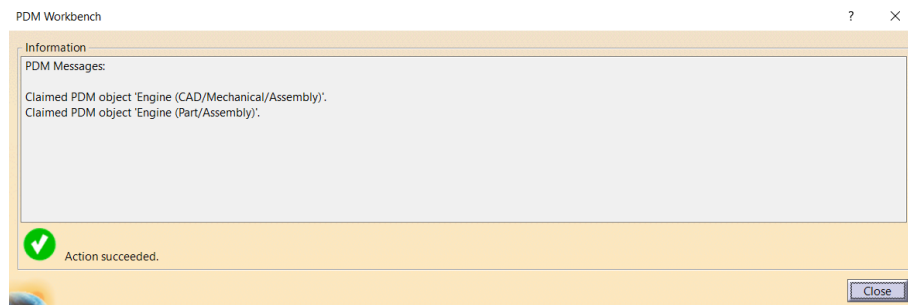 PDM Workbench
?
Information
PDM Messages:
Claimed PDM object 'Engine (CAD/Mechanical/Assembly)'.
Claimed PDM object 'Engine (Part/Assembly)'.
Action succeeded.
Close